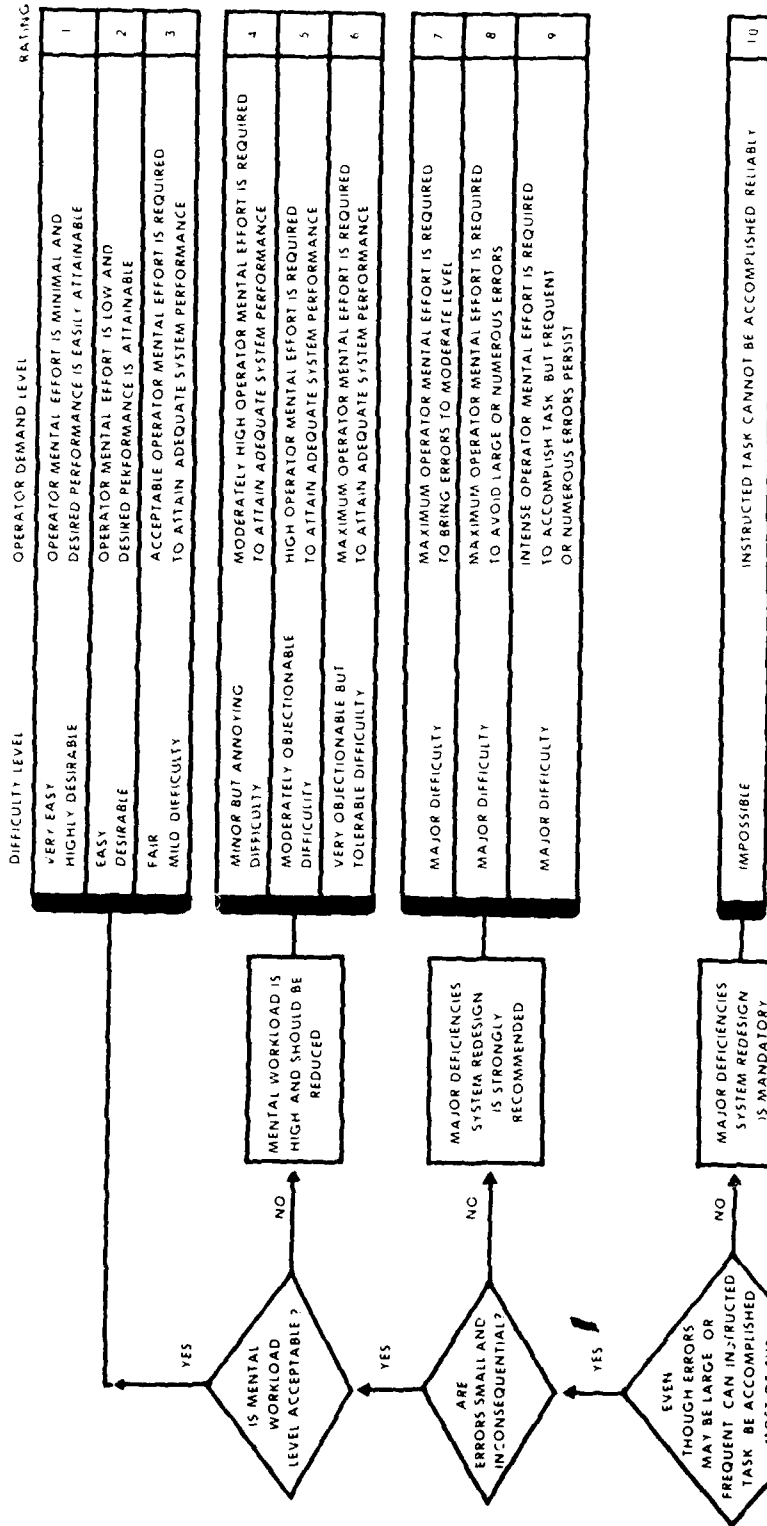 DIFFICULTY LEVEL
OPERATOR DEMAND LEVEL
RATING
VERY EASY
HIGHLY DESIRABLE
OPERATOR MENTAL EFFORT IS MINIMAL AND
DESIRED PERFORMANCE IS EASILY ATTAINABLE
1
EASY
DESIRABLE
OPERATOR MENTAL EFFORT IS LOW AND
DESIRED PERFORMANCE IS ATTAINABLE
2
FAIR
MILD DIFFICULTY
ACCEPTABLE OPERATOR MENTAL EFFORT IS REQUIRED
TO ATTAIN ADEQUATE SYSTEM PERFORMANCE
3
YES
IS MENTAL
WORKLOAD
LEVEL ACCEPTABLE?
NO
MENTAL WORKLOAD IS
HIGH AND SHOULD BE
REDUCED
MINOR BUT ANNOYING
DIFFICULTY
MODERATELY HIGH OPERATOR MENTAL EFFORT IS REQUIRED
TO ATTAIN ADEQUATE SYSTEM PERFORMANCE
4
MODERATELY OBJECTIONABLE
DIFFICULITY
HIGH OPERATOR MENTAL EFFORT IS REQUIRED
TO ATTAIN ADEQUATE SYSTEM PERFORMANCE
5
VERY OBJECTIONABLE BUT
TOLERABLE DIFFICULTY
MAXIMUM OPERATOR MENTAL EFFORT IS REQUIRED
TO ATTAIN ADEQUATE SYSTEM PERFORMANCE
6
YES
ARE
ERRORS SMALL AND
INCONSEQUENTIAL?
NO
MAJOR DEFICIENCIES
SYSTEM REDESIGN
IS STRONGLY
RECOMMENDED
MAJOR DIFFICULTY
MAXIMUM OPERATOR MENTAL EFFORT IS REQUIRED
TO BRING ERRORS TO MODERATE LEVEL
7
MAJOR DIFFICULTY
MAXIMUM OPERATOR MENTAL EFFORT IS REQUIRED
TO AVOID LARGE OR NUMEROUS ERRORS
8
MAJOR DIFFICULTY
INTENSE OPERATOR MENTAL EFFORT IS REQUIRED
TO ACCOMPLISH TASK BUT FREQUENT
OR NUMEROUS ERRORS PERSIST
9
YES
EVEN
THOUGH ERRORS
MAY BE LARGE OR
FREQUENT CAN INSTRUCTED
TASK BE ACCOMPLISHED
NO
MAJOR DEFICIENCIES
SYSTEM REDESIGN
IS MANDATORY
IMPOSSIBLE
INSTRUCTED TASK CANNOT BE ACCOMPLISHED RELIABLY
10